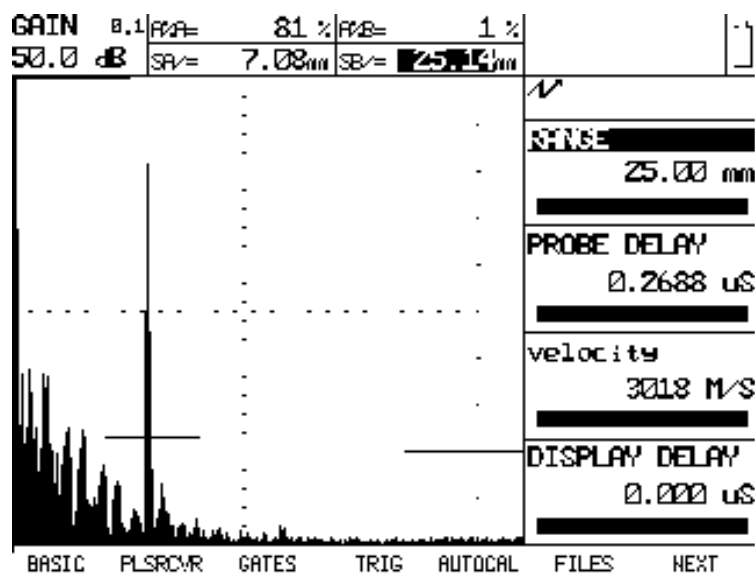 GAIN 0.1 A%A= 81 % A%B= 1 %
50.0 dB SA/= 7.08mm SB/= 25.14mm
RANGE
25.00 mm
PROBE DELAY
0.2688 uS
velocity
3018 M/S
DISPLAY DELAY
0.000 uS
BASIC PLSRCVR GATES TRIG AUTOCAL FILES NEXT